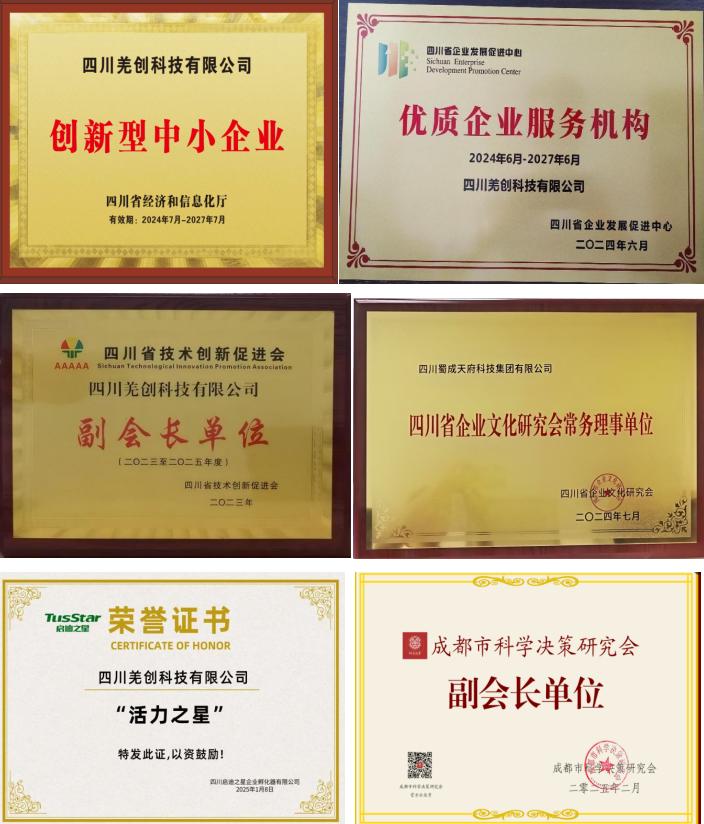 四川羌创科技有限公司
创新型中小企业
四川省经济和信息化厅
有效期：2024年7月-2027年7月
四川省企业发展促进中心
Sichuan Enterprise
Development Promotion Center
优质企业服务机构
2024年6月-2027年6月
四川羌创科技有限公司
四川省企业发展促进中心
二〇二四年六月
AAAAA
四川省技术创新促进会
Sichuan Technological Innovation Promotion Association
四川羌创科技有限公司
副会长单位
（二〇二三至二〇二五年度）
四川省技术创新促进会
二〇二三年
四川蜀成天府科技集团有限公司
四川省企业文化研究会常务理事单位
四川省企业文化研究会
二〇二四年七月
TusStar
启迪之星
荣誉证书
CERTIFICATE OF HONOR
四川羌创科技有限公司
“活力之星”
特发此证,以资鼓励!
四川启迪之星企业孵化器有限公司
2025年1月8日
成都市科学决策研究会
副会长单位
成都市科学决策研究会
成都市科学决策研究会
二零二五年二月